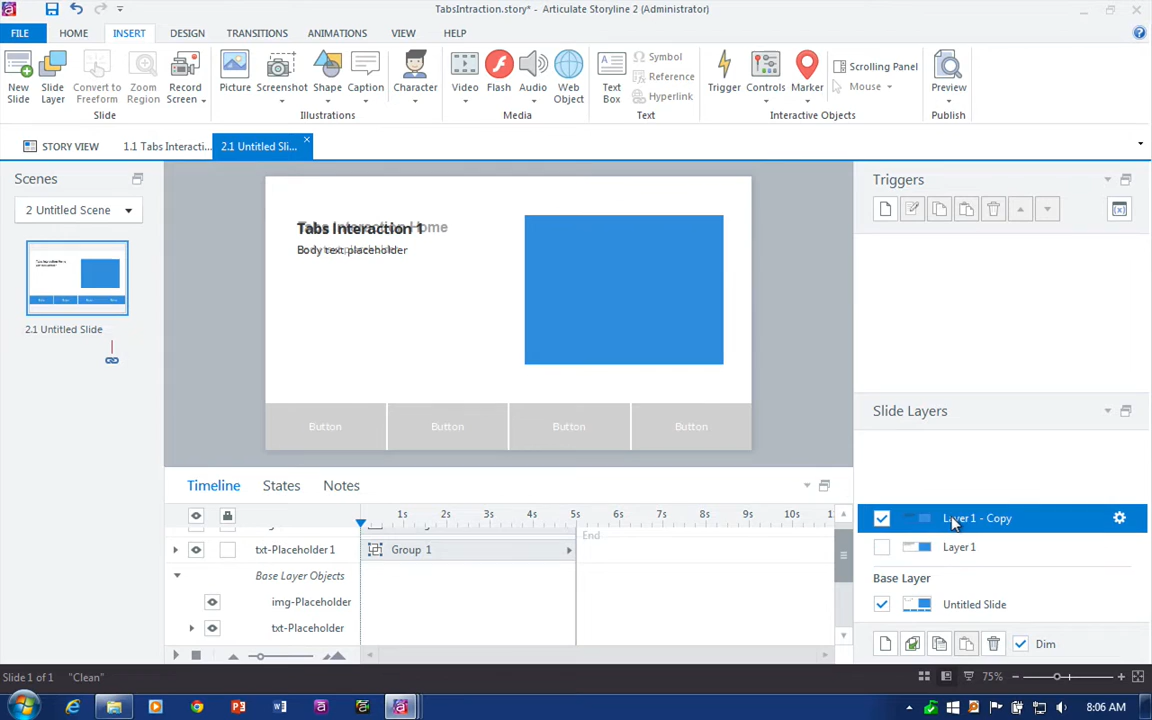 TabsIntraction.story* - Articulate Storyline 2 (Administrator)
FILE HOME INSERT DESIGN TRANSITIONS ANIMATIONS VIEW HELP
New Slide
Slide Layer
Convert to Freeform
Zoom Region
Record Screen
Slide
Picture
Screenshot
Shape
Caption
Character
Illustrations
Video
Flash
Audio
Web Object
Media
Text Box
Symbol
Reference
Hyperlink
Text
Trigger
Controls
Marker
Scrolling Panel
Mouse
Interactive Objects
Preview
Publish
STORY VIEW 1.1 Tabs Interacti... 2.1 Untitled Sli...
Scenes
2 Untitled Scene
2.1 Untitled Slide
Tabs Interaction 1
Body text placeholder
Button Button Button Button
Triggers
Slide Layers
Layer 1 - Copy
Layer 1
Base Layer
Untitled Slide
Dim
Timeline States Notes
1s 2s 3s 4s 5s 6s 7s 8s 9s 10s
End
txt-Placeholder 1 Group 1
Base Layer Objects
img-Placeholder
txt-Placeholder
Slide 1 of 1 "Clean" 75%
8:06 AM